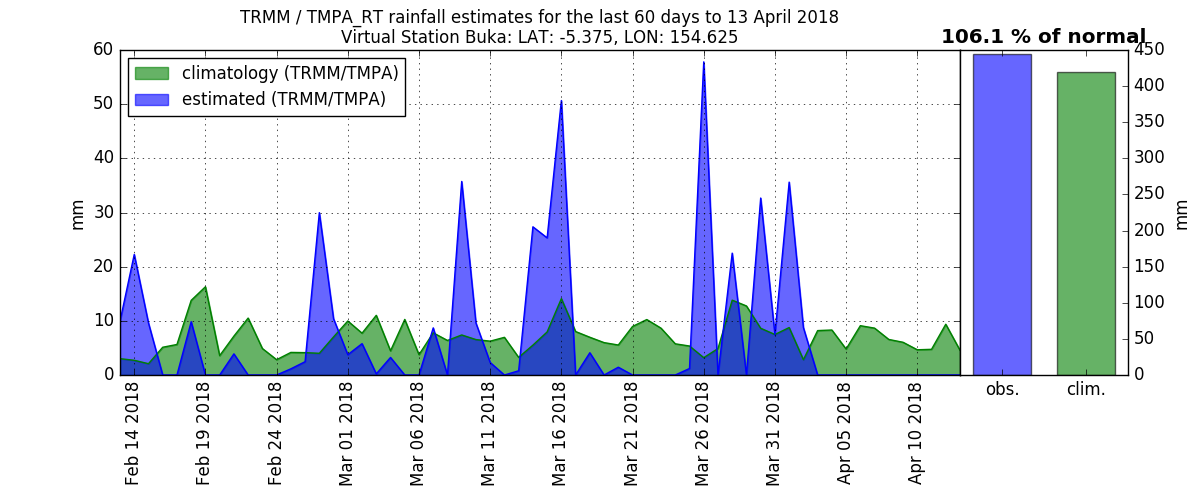 TRMM / TMPA_RT rainfall estimates for the last 60 days to 13 April 2018
Virtual Station Buka: LAT: -5.375, LON: 154.625
106.1 % of normal
climatology (TRMM/TMPA)
estimated (TRMM/TMPA)
60
50
40
30
20
10
0
mm
Feb 14 2018
Feb 19 2018
Feb 24 2018
Mar 01 2018
Mar 06 2018
Mar 11 2018
Mar 16 2018
Mar 21 2018
Mar 26 2018
Mar 31 2018
Apr 05 2018
Apr 10 2018
450
400
350
300
250
200
150
100
50
0
mm
obs.
clim.